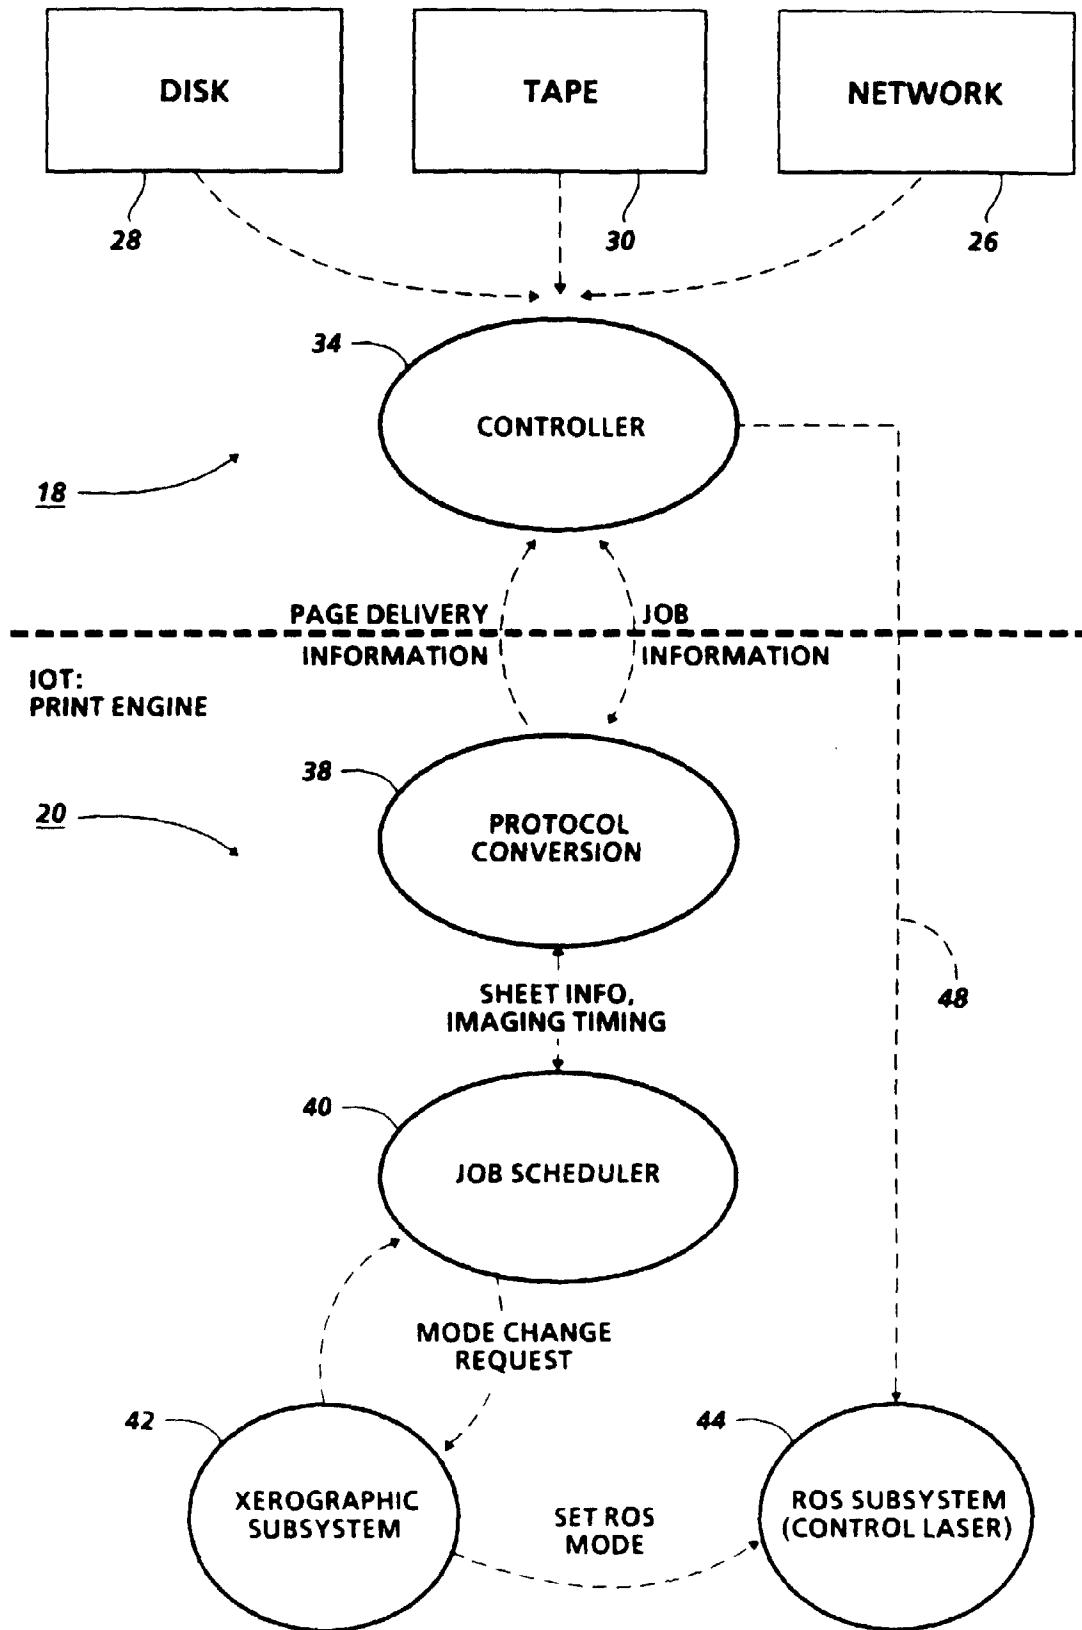 DISK
TAPE
NETWORK
28
30
26
34
CONTROLLER
18
PAGE DELIVERY
INFORMATION
JOB
INFORMATION
IOT:
PRINT ENGINE
38
20
PROTOCOL
CONVERSION
48
SHEET INFO,
IMAGING TIMING
40
JOB SCHEDULER
MODE CHANGE
REQUEST
42
44
XEROGRAPHIC
SUBSYSTEM
SET ROS
MODE
ROS SUBSYSTEM
(CONTROL LASER)